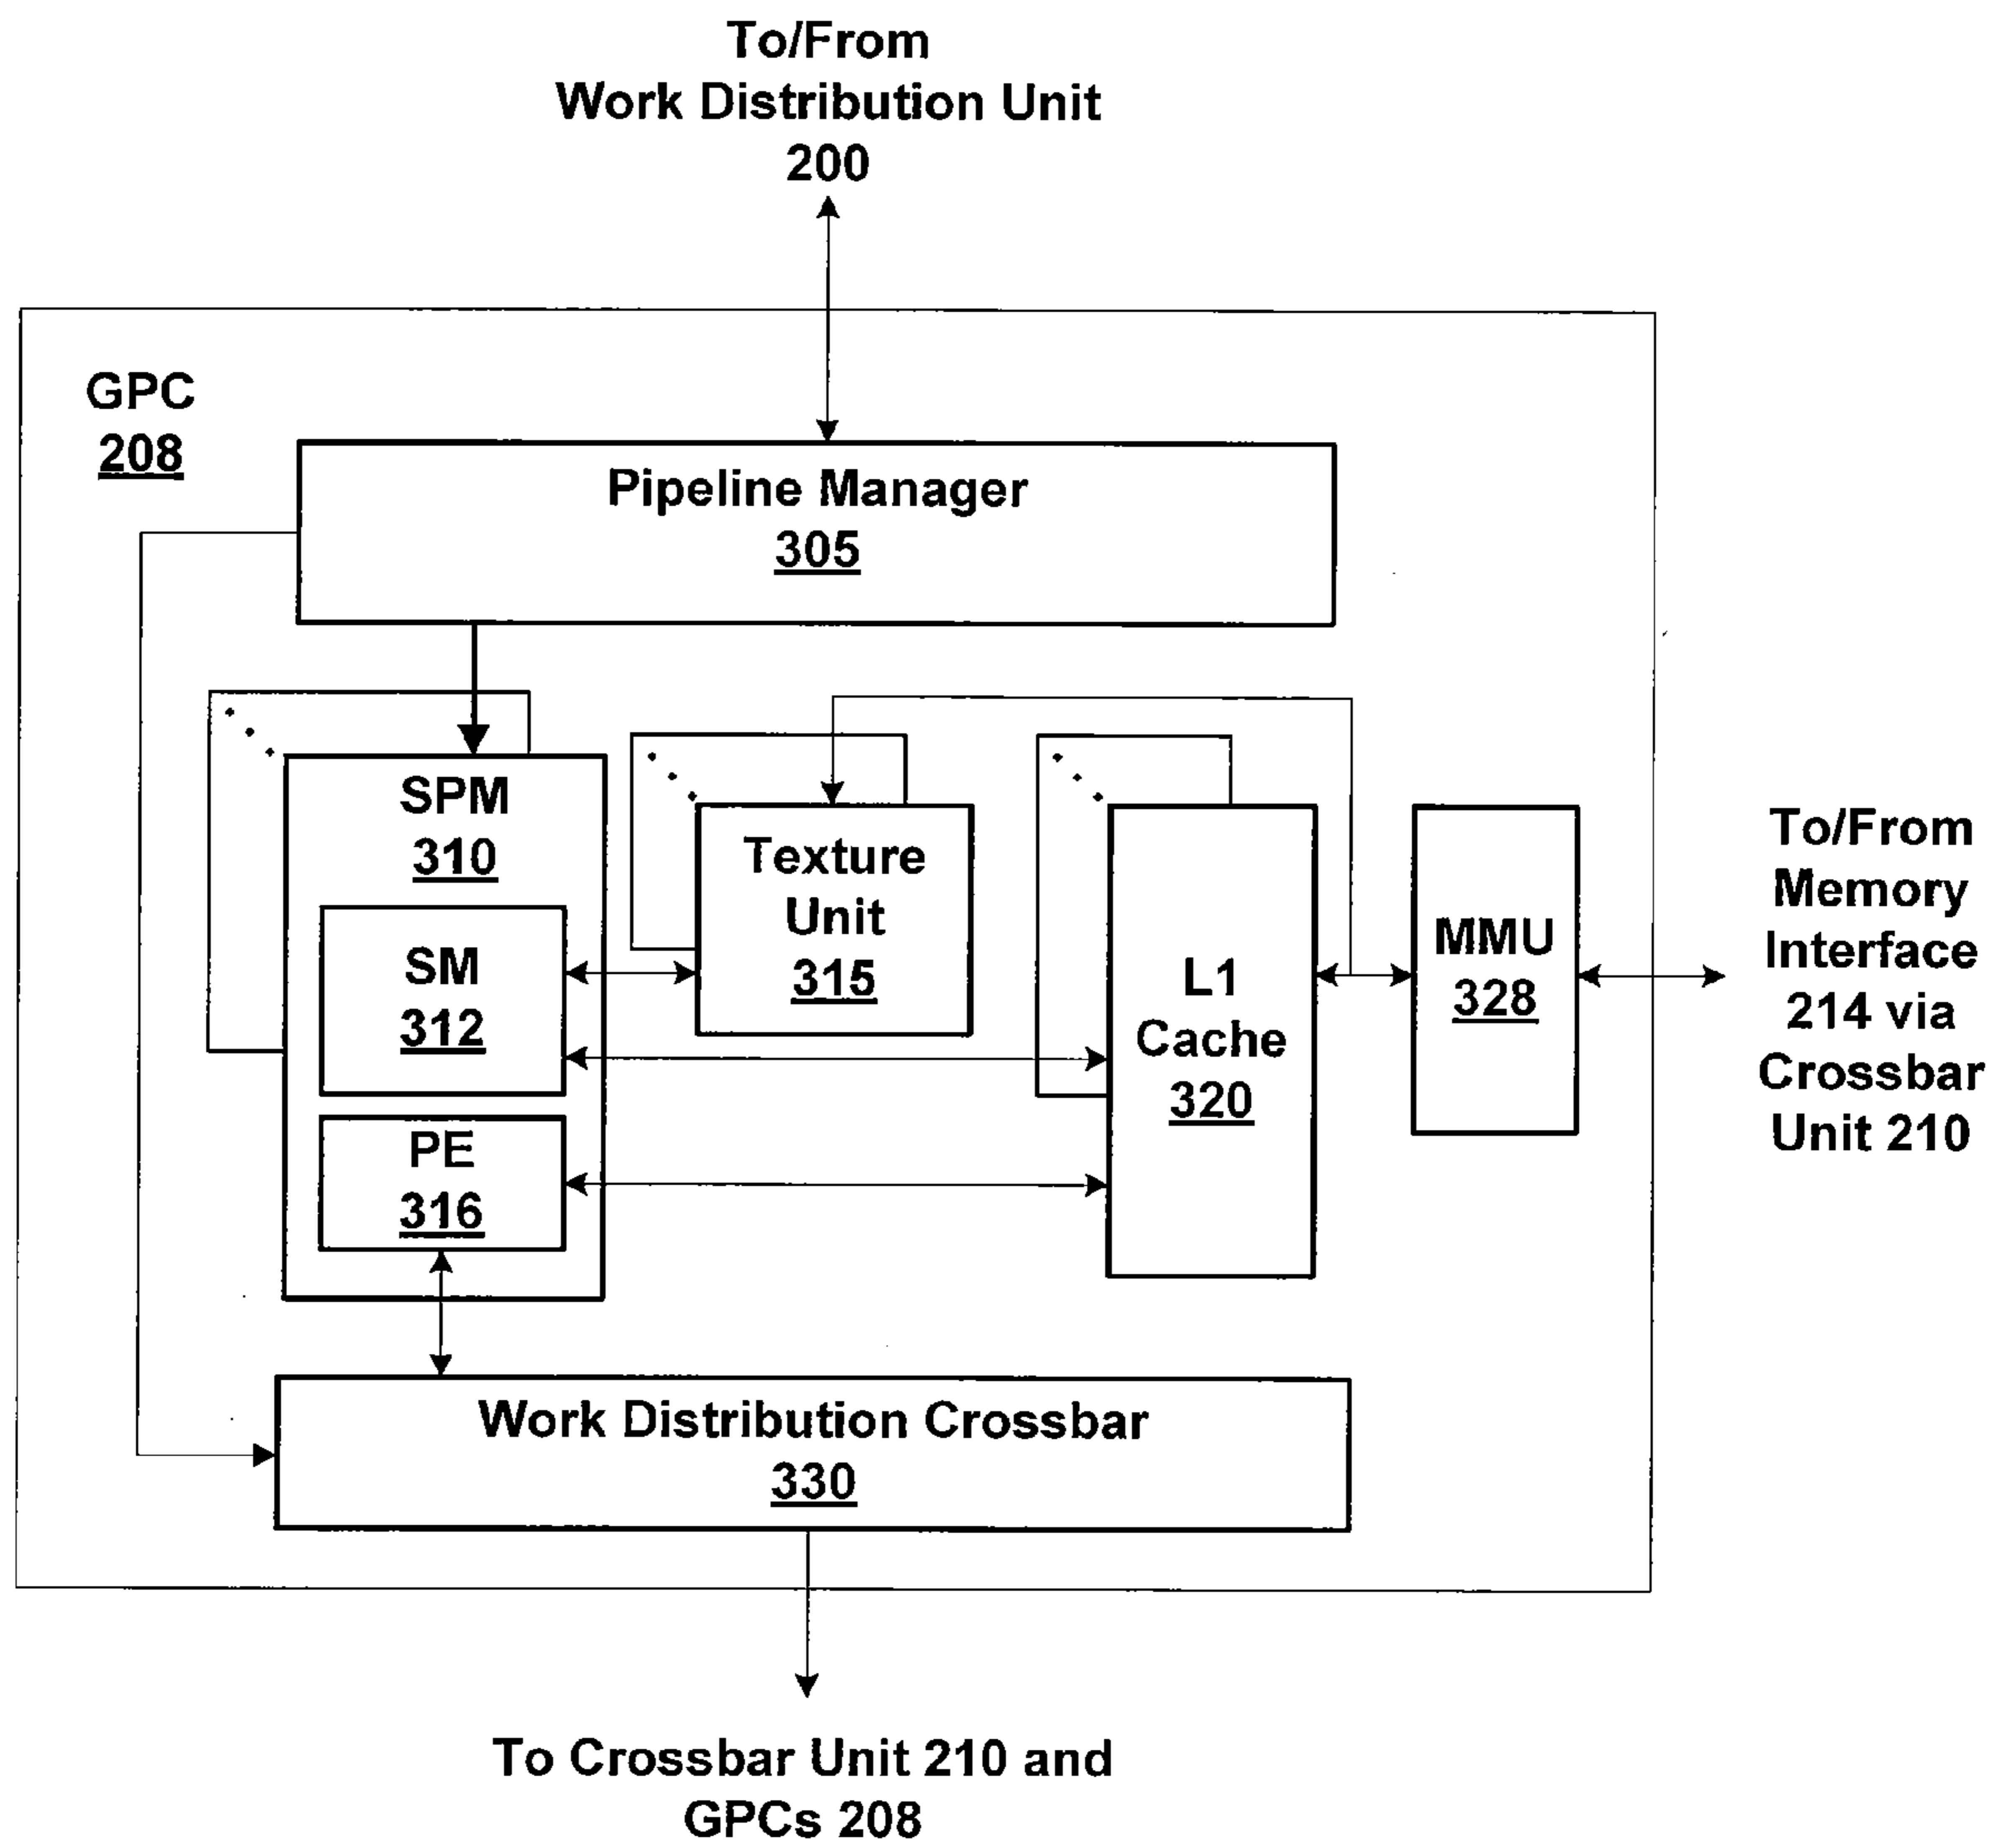 To/From
Work Distribution Unit
200
GPC
208
Pipeline Manager
305
SPM
310
SM
312
PE
316
Texture
Unit
315
L1
Cache
320
MMU
328
To/From
Memory
Interface
214 via
Crossbar
Unit 210
Work Distribution Crossbar
330
To Crossbar Unit 210 and
GPCs 208